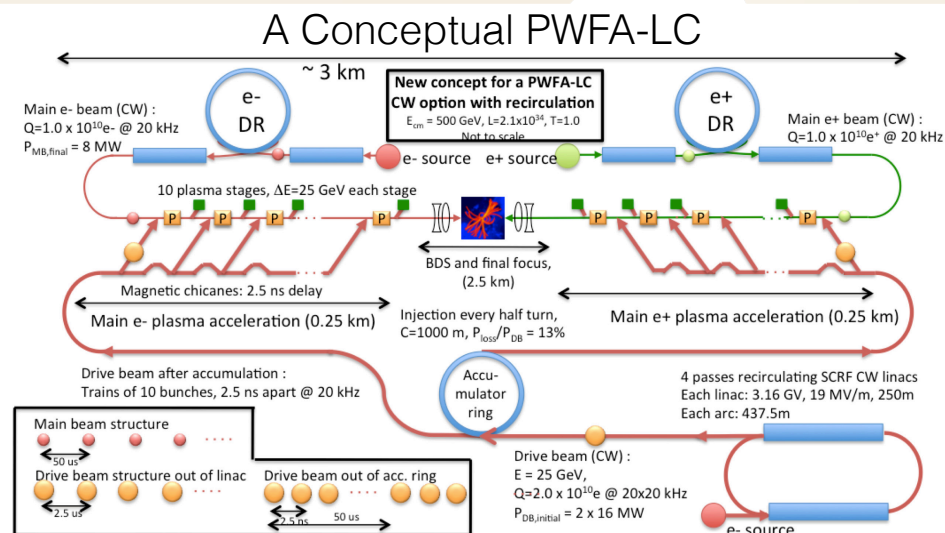 A Conceptual PWFA-LC
~ 3 km
e-
DR
New concept for a PWFA-LC
CW option with recirculation
E_cm = 500 GeV, L=2.1x10³⁴, T=1.0
Not to scale
e+
DR
Main e- beam (CW) :
Q=1.0 x 10¹⁰e- @ 20 kHz
P_MB,final = 8 MW
Main e+ beam (CW) :
Q=1.0 x 10¹⁰e⁺ @ 20 kHz
e- source
e+ source
10 plasma stages, ΔE=25 GeV each stage
P
P
P
P
P
P
P
P
BDS and final focus,
(2.5 km)
Magnetic chicanes: 2.5 ns delay
Main e- plasma acceleration (0.25 km)
Injection every half turn,
C=1000 m, P_loss/P_DB = 13%
Main e+ plasma acceleration (0.25 km)
Drive beam after accumulation :
Trains of 10 bunches, 2.5 ns apart @ 20 kHz
Accu-
mulator
ring
4 passes recirculating SCRF CW linacs
Each linac: 3.16 GV, 19 MV/m, 250m
Each arc: 437.5m
Main beam structure
50 us
Drive beam structure out of linac
2.5 us
Drive beam out of acc. ring
2.5 ns
50 us
Drive beam (CW) :
E = 25 GeV,
Q=2.0 x 10¹⁰e @ 20x20 kHz
P_DB,initial = 2 x 16 MW
e- source